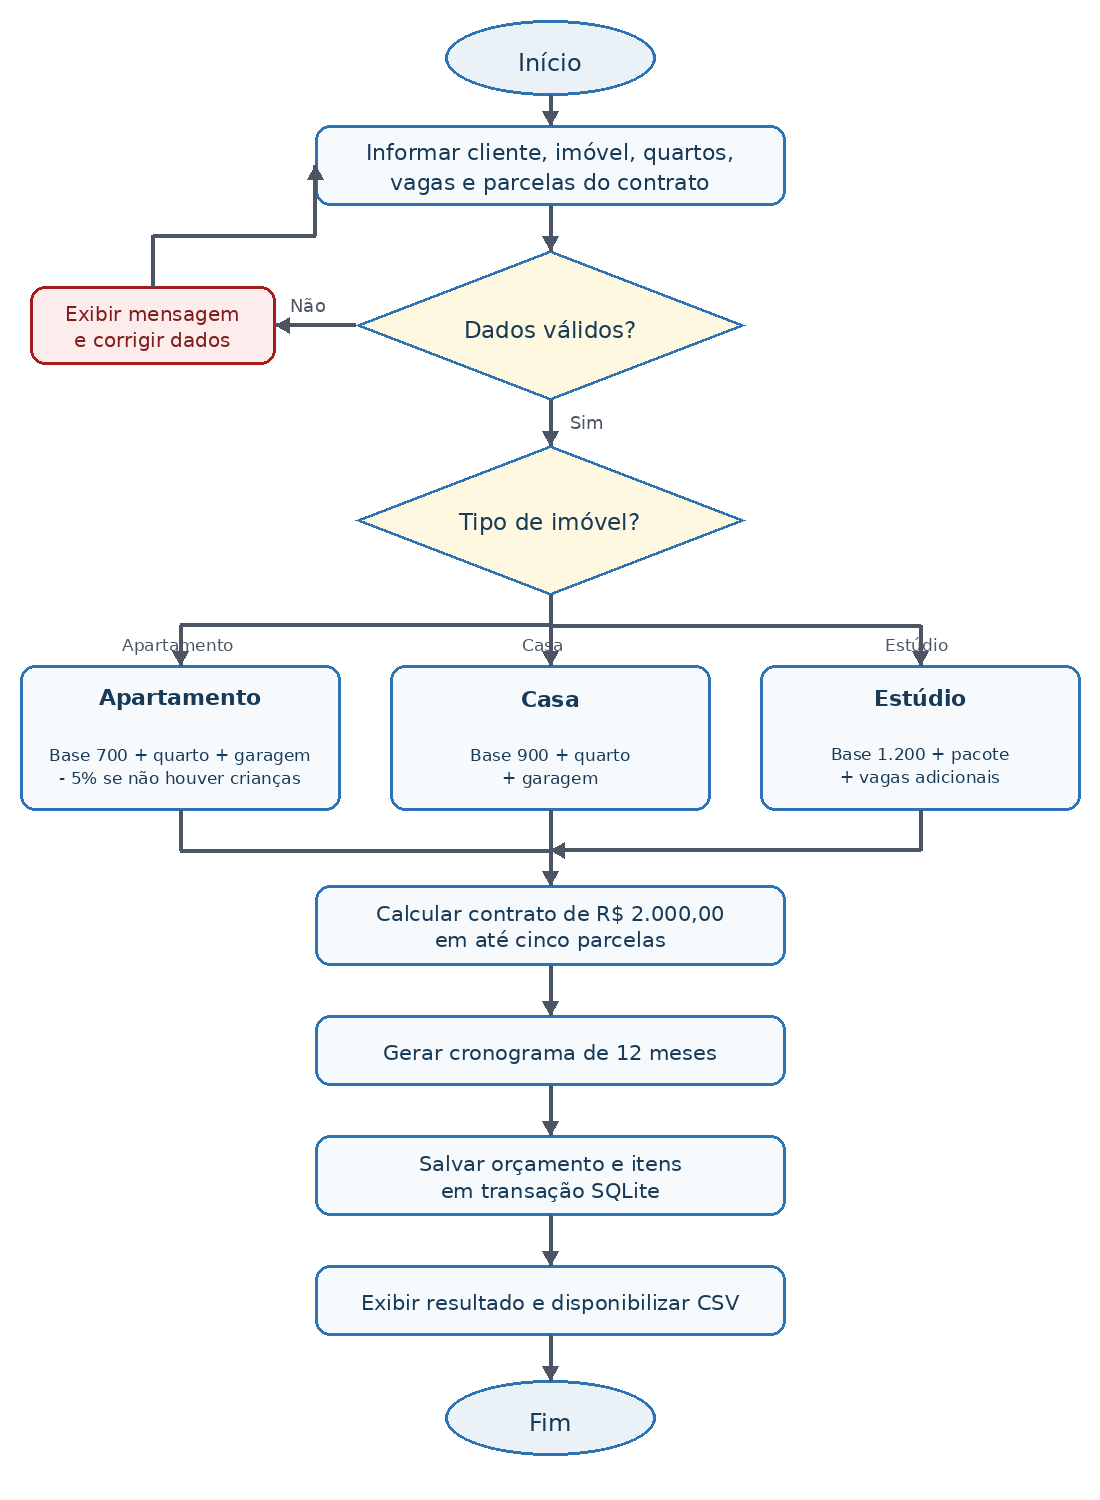 Início
Informar cliente, imóvel, quartos,
vagas e parcelas do contrato
Não
Exibir mensagem
e corrigir dados
Dados válidos?
Sim
Tipo de imóvel?
Apartamento
Casa
Estúdio
Apartamento
Base 700 + quarto + garagem
- 5% se não houver crianças
Casa
Base 900 + quarto
+ garagem
Estúdio
Base 1.200 + pacote
+ vagas adicionais
Calcular contrato de R$ 2.000,00
em até cinco parcelas
Gerar cronograma de 12 meses
Salvar orçamento e itens
em transação SQLite
Exibir resultado e disponibilizar CSV
Fim